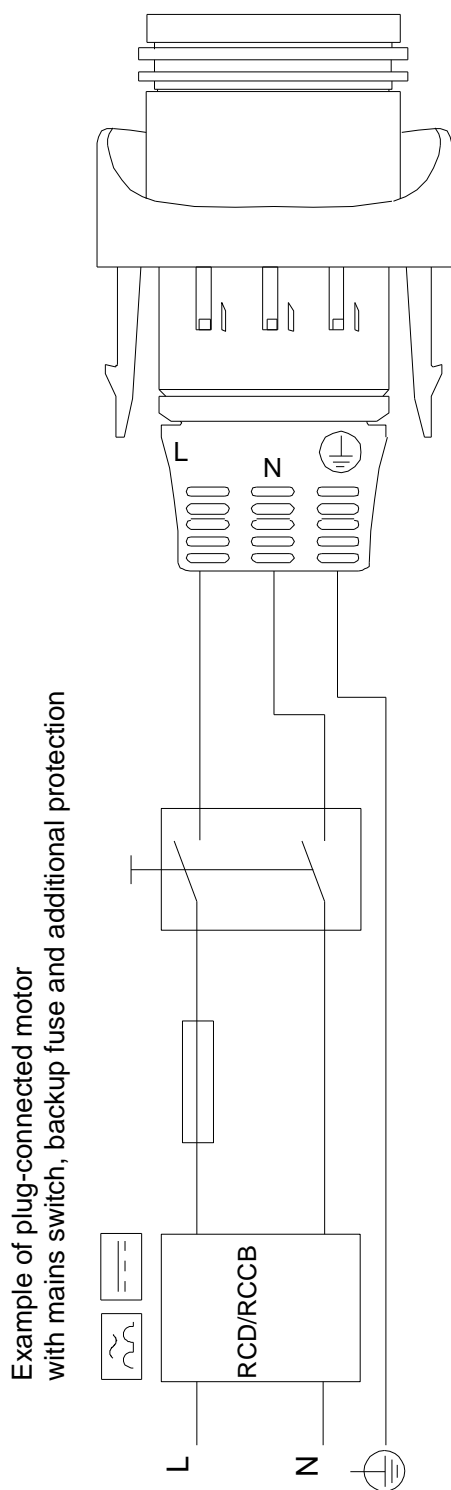 Example of plug-connected motor
with mains switch, backup fuse and additional protection
L
N
RCD/RCCB
L
N